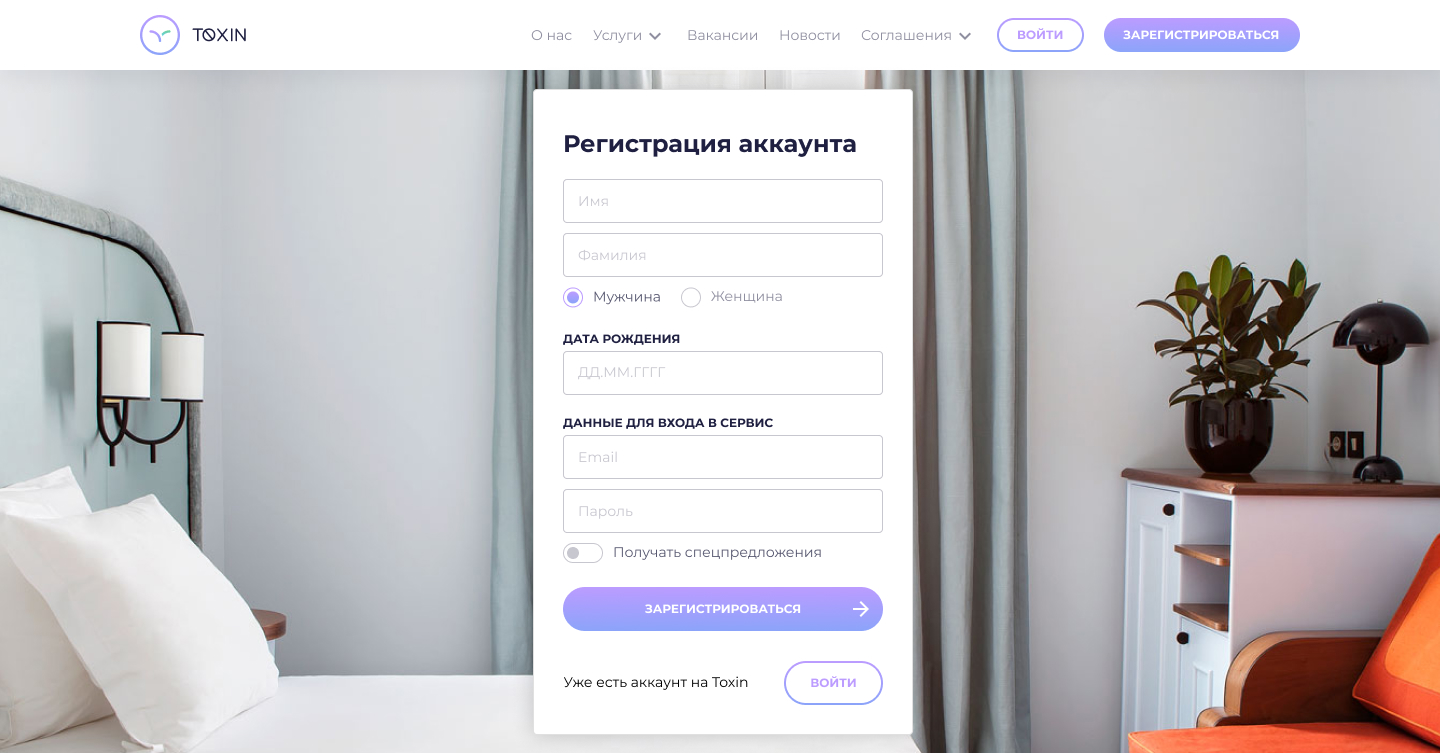 TOXIN
О нас
Услуги
Вакансии
Новости
Соглашения
ВОЙТИ
ЗАРЕГИСТРИРОВАТЬСЯ
Регистрация аккаунта
Имя
Фамилия
Мужчина
Женщина
ДАТА РОЖДЕНИЯ
ДД.ММ.ГГГГ
ДАННЫЕ ДЛЯ ВХОДА В СЕРВИС
Email
Пароль
Получать спецпредложения
ЗАРЕГИСТРИРОВАТЬСЯ
Уже есть аккаунт на Toxin
ВОЙТИ